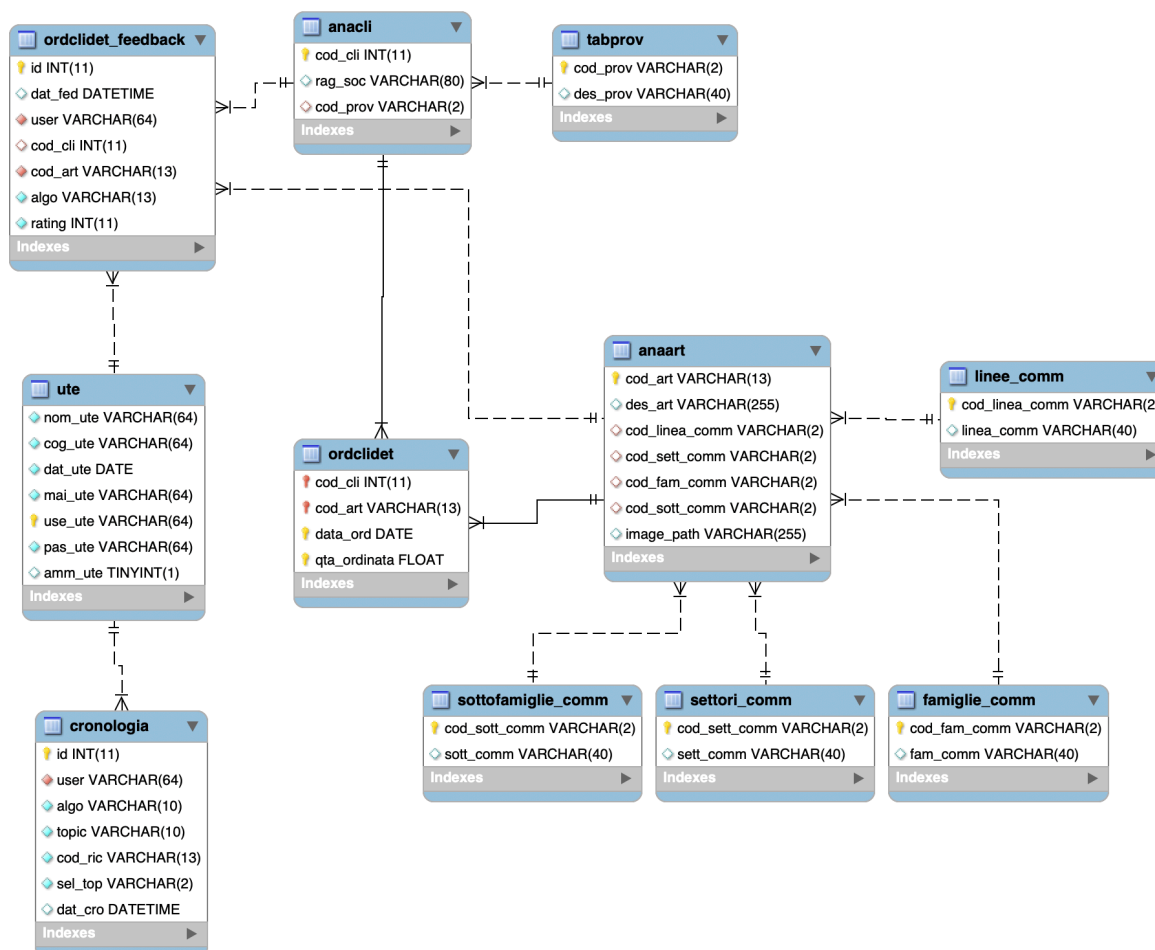 ordclidet_feedback
id INT(11)
dat_fed DATETIME
user VARCHAR(64)
cod_cli INT(11)
cod_art VARCHAR(13)
algo VARCHAR(13)
rating INT(11)
Indexes
anacli
cod_cli INT(11)
rag_soc VARCHAR(80)
cod_prov VARCHAR(2)
Indexes
tabprov
cod_prov VARCHAR(2)
des_prov VARCHAR(40)
Indexes
ute
nom_ute VARCHAR(64)
cog_ute VARCHAR(64)
dat_ute DATE
mai_ute VARCHAR(64)
use_ute VARCHAR(64)
pas_ute VARCHAR(64)
amm_ute TINYINT(1)
Indexes
ordclidet
cod_cli INT(11)
cod_art VARCHAR(13)
data_ord DATE
qta_ordinata FLOAT
Indexes
anaart
cod_art VARCHAR(13)
des_art VARCHAR(255)
cod_linea_comm VARCHAR(2)
cod_sett_comm VARCHAR(2)
cod_fam_comm VARCHAR(2)
cod_sott_comm VARCHAR(2)
image_path VARCHAR(255)
Indexes
linee_comm
cod_linea_comm VARCHAR(2
linea_comm VARCHAR(40)
Indexes
cronologia
id INT(11)
user VARCHAR(64)
algo VARCHAR(10)
topic VARCHAR(10)
cod_ric VARCHAR(13)
sel_top VARCHAR(2)
dat_cro DATETIME
Indexes
sottofamiglie_comm
cod_sott_comm VARCHAR(2)
sott_comm VARCHAR(40)
Indexes
settori_comm
cod_sett_comm VARCHAR(2)
sett_comm VARCHAR(40)
Indexes
famiglie_comm
cod_fam_comm VARCHAR(2)
fam_comm VARCHAR(40)
Indexes